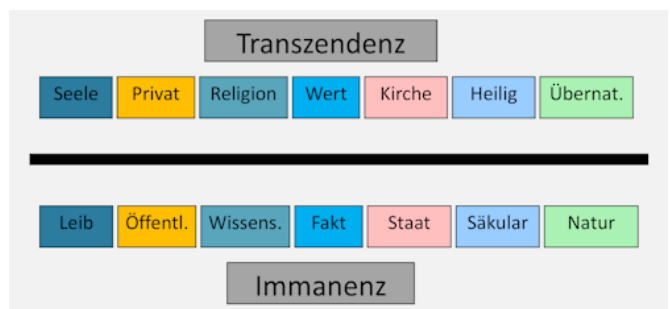 Transzendenz
Seele Privat Religion Wert Kirche Heilig Übernat.
Leib Öffentl. Wissens. Fakt Staat Säkular Natur
Immanenz